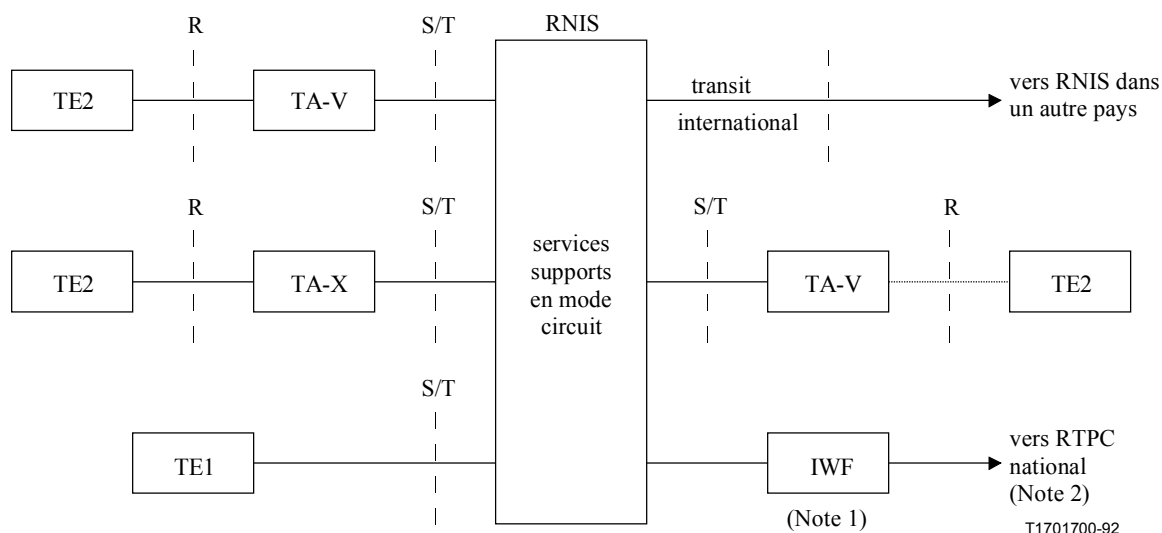 R
S/T
RNIS
TE2
TA-V
transit
international
vers RNIS dans
un autre pays
R
S/T
S/T
R
TE2
TA-X
services
supports
en mode
circuit
TA-V
TE2
S/T
TE1
IWF
(Note 1)
vers RTPC
national
(Note 2)
T1701700-92